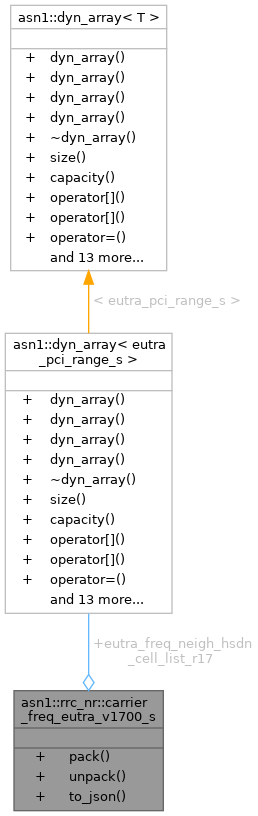 asn1::dyn_array< T >
+ dyn_array()
+ dyn_array()
+ dyn_array()
+ dyn_array()
+ ~dyn_array()
+ size()
+ capacity()
+ operator[]()
+ operator[]()
+ operator=()
and 13 more...
< eutra_pci_range_s >
asn1::dyn_array< eutra
_pci_range_s >
+ dyn_array()
+ dyn_array()
+ dyn_array()
+ dyn_array()
+ ~dyn_array()
+ size()
+ capacity()
+ operator[]()
+ operator[]()
+ operator=()
and 13 more...
+eutra_freq_neigh_hsdn
_cell_list_r17
asn1::rrc_nr::carrier
_freq_eutra_v1700_s
+ pack()
+ unpack()
+ to_json()